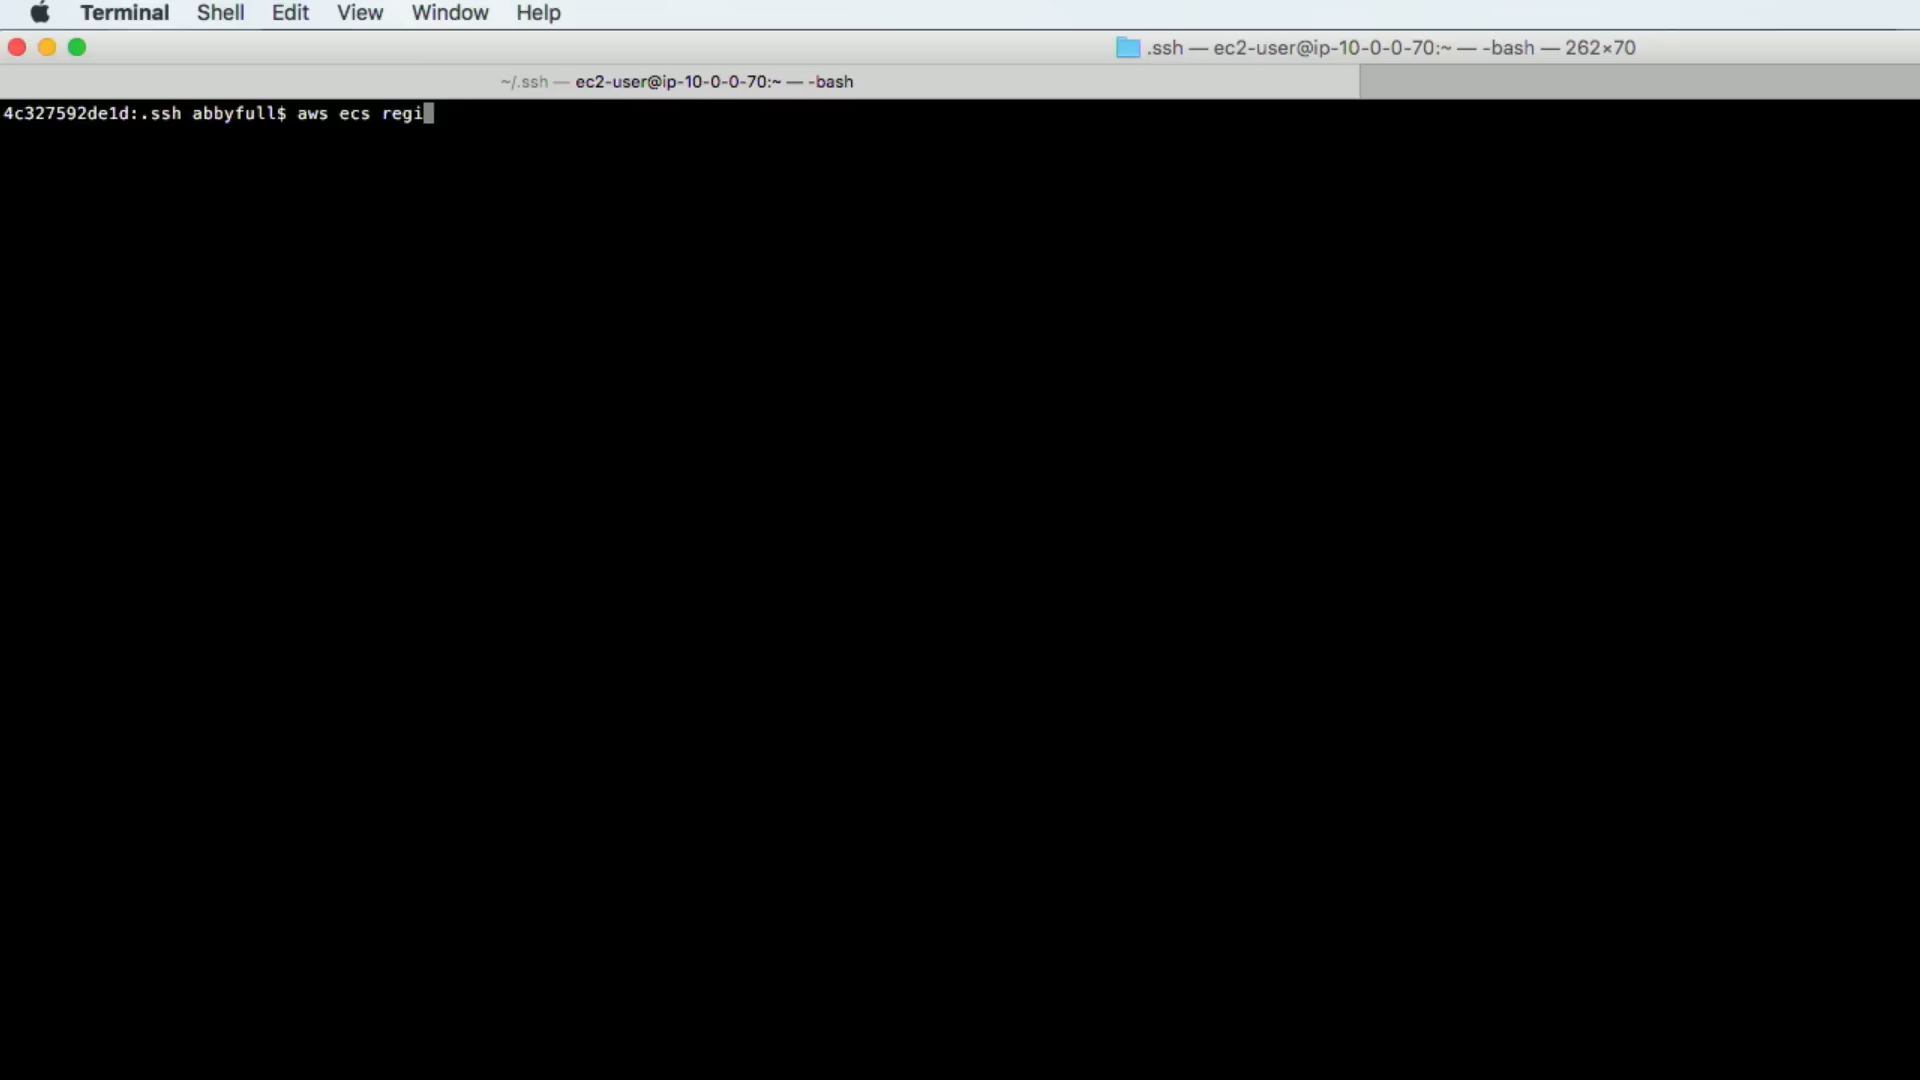 Terminal Shell Edit View Window Help
.ssh — ec2-user@ip-10-0-0-70:~ — -bash — 262×70
~/.ssh — ec2-user@ip-10-0-0-70:~ — -bash
4c327592de1d:.ssh abbyfull$ aws ecs regi